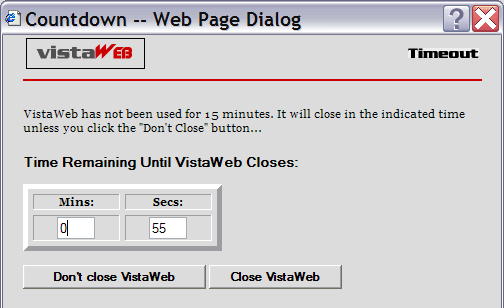 Countdown -- Web Page Dialog
vistaWEB
Timeout
VistaWeb has not been used for 15 minutes. It will close in the indicated time
unless you click the "Don't Close" button...
Time Remaining Until VistaWeb Closes:
Mins: Secs:
0 55
Don't close VistaWeb Close VistaWeb